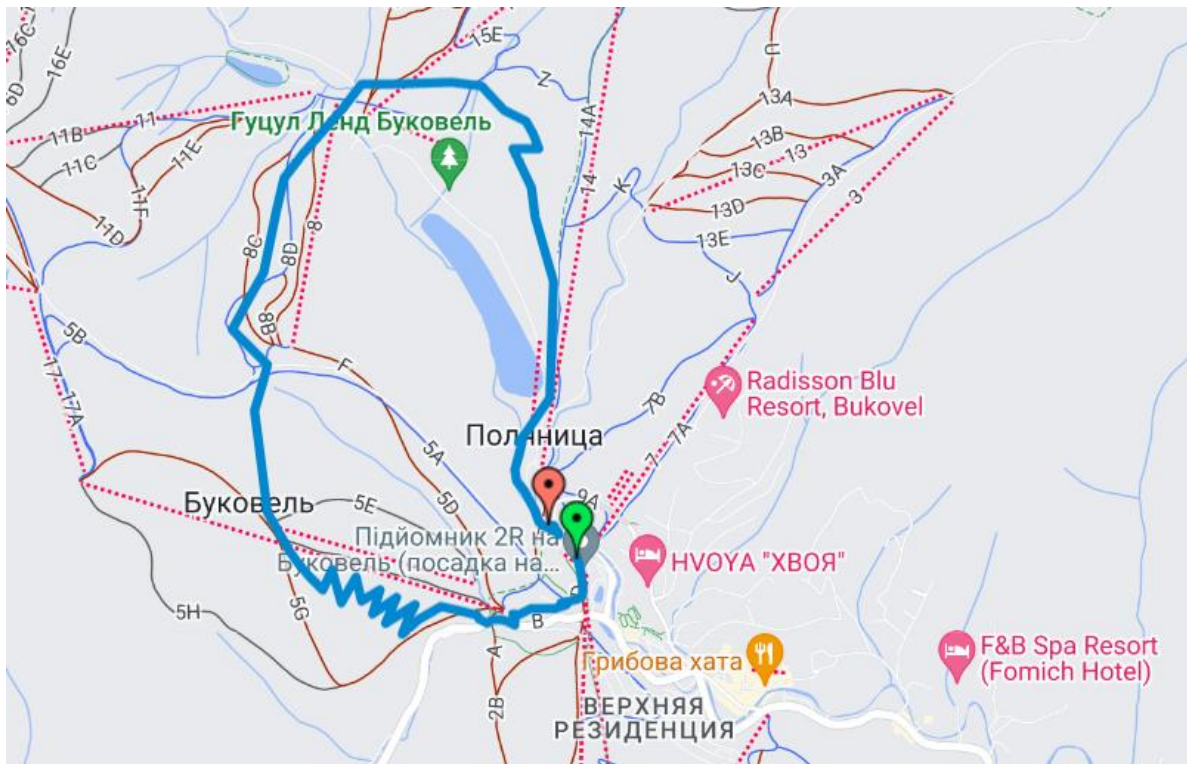 16C
16E
6D
15E
Z
U
11B
11
14A
13A
Гуцул Ленд Буковель
13B
13
11C
11E
13C
3A
14
K
3
11F
13D
11D
8C
8D
8
13E
J
5B
8B
F
17
17A
7B
Radisson Blu
Resort, Bukovel
Поляница
5A
7
7A
5D
Буковель
5E
9A
Підйомник 2R на
Буковель (посадка на...
HVOYA "ХВОЯ"
5G
5H
B
A
Грибова хата
F&B Spa Resort
(Fomich Hotel)
2B
ВЕРХНЯЯ
РЕЗИДЕНЦИЯ